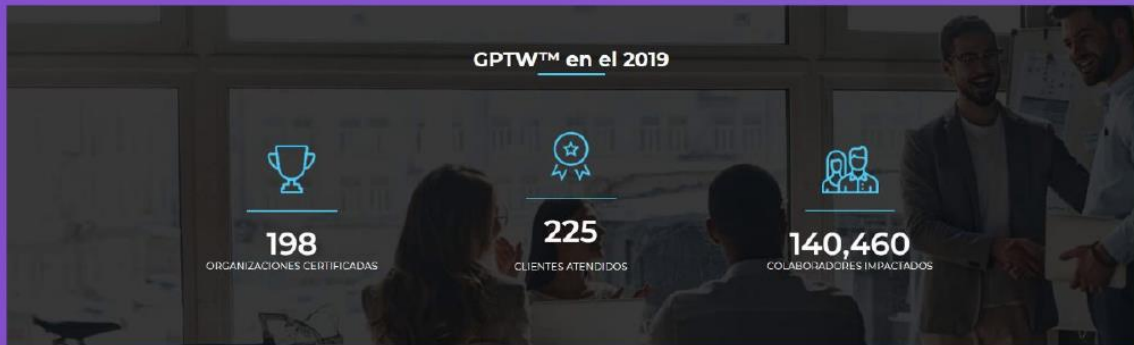 GPTW™ en el 2019
198
ORGANIZACIONES CERTIFICADAS
225
CLIENTES ATENDIDOS
140,460
COLABORADORES IMPACTADOS